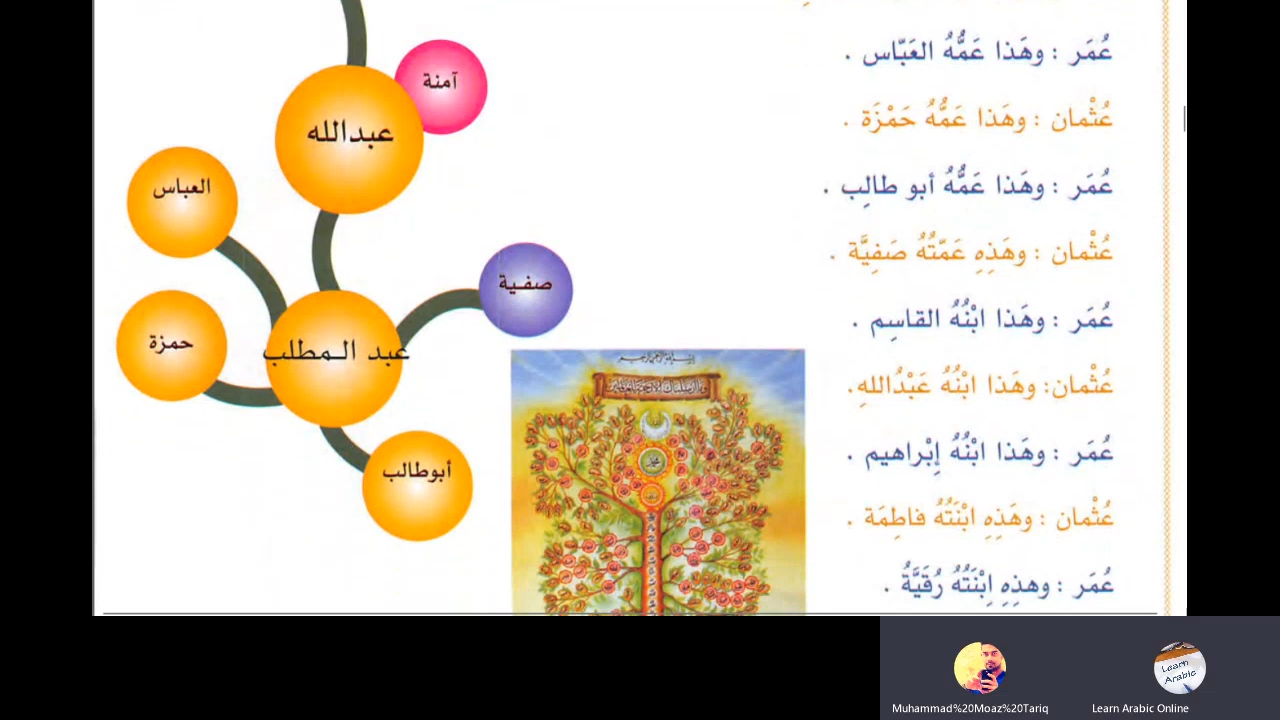 عُمَر : وهَذا عَمُّهُ العَبّاس .
عُثْمان : وهَذا عَمُّهُ حَمْزَة .
عُمَر : وهَذا عَمُّهُ أبو طالِب .
عُثْمان : وهَذِهِ عَمّتُهُ صَفِيَّة .
عُمَر : وهَذا ابْنُهُ القاسِم .
عُثْمان: وهَذا ابْنُهُ عَبْدُاللهِ.
عُمَر : وهَذا ابْنُهُ إبْراهيم .
عُثْمان : وهَذِهِ ابْنَتُهُ فاطِمَة .
عُمَر : وهذِهِ اِبْنَتُه رُقَيَّةُ .
آمنة
عبدالله
العباس
صفية
حمزة
عبد المطلب
أبوطالب
Muhammad%20Moaz%20Tariq
Learn Arabic
Learn Arabic Online